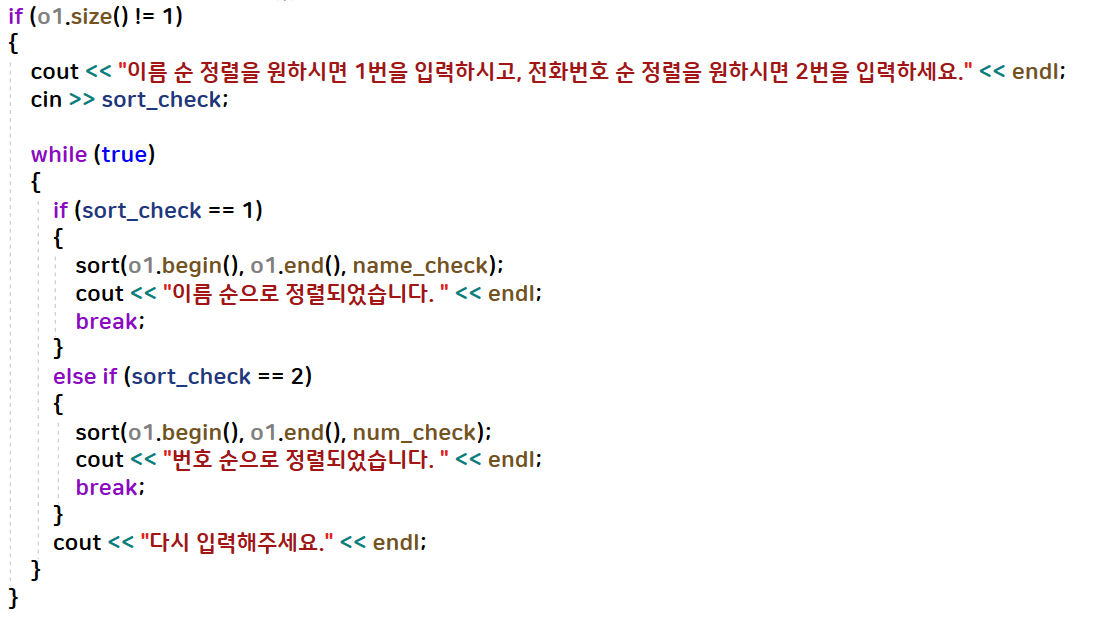 if (o1.size() != 1)
{
cout << "이름 순 정렬을 원하시면 1번을 입력하시고, 전화번호 순 정렬을 원하시면 2번을 입력하세요." << endl;
cin >> sort_check;
while (true)
{
if (sort_check == 1)
{
sort(o1.begin(), o1.end(), name_check);
cout << "이름 순으로 정렬되었습니다. " << endl;
break;
}
else if (sort_check == 2)
{
sort(o1.begin(), o1.end(), num_check);
cout << "번호 순으로 정렬되었습니다. " << endl;
break;
}
cout << "다시 입력해주세요." << endl;
}
}